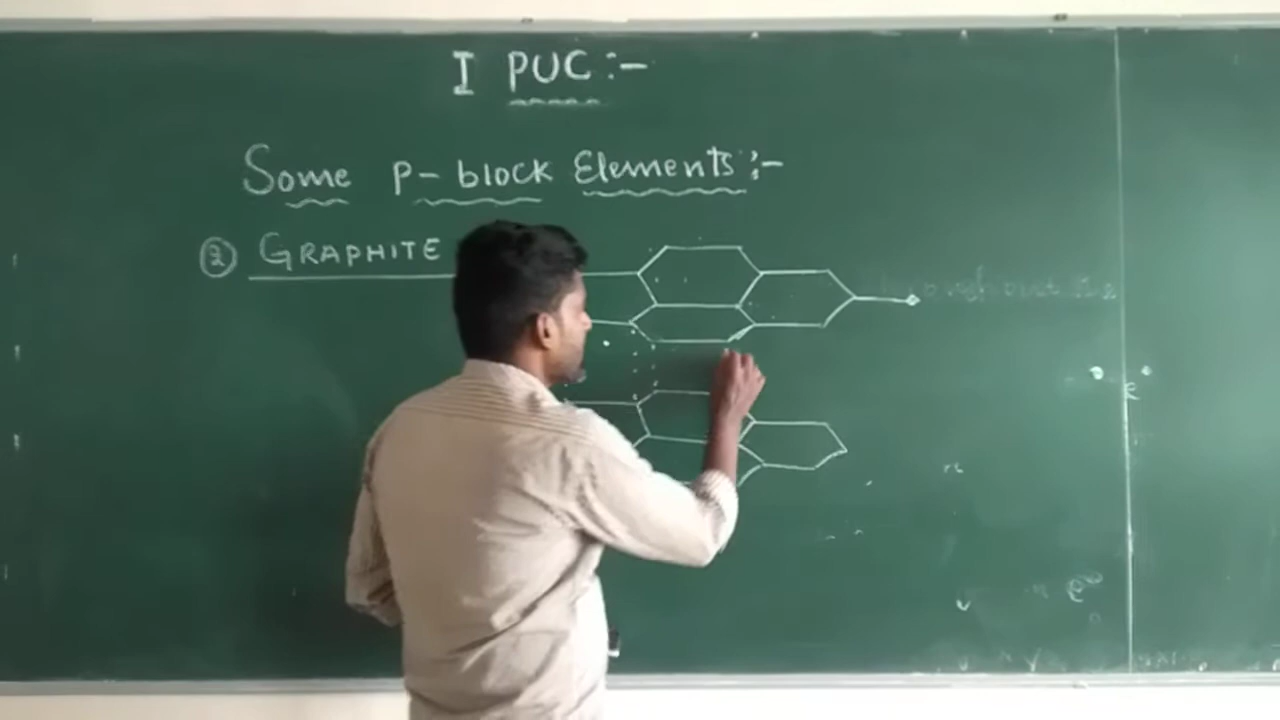 I PUC :-
Some p-block Elements :-
② GRAPHITE